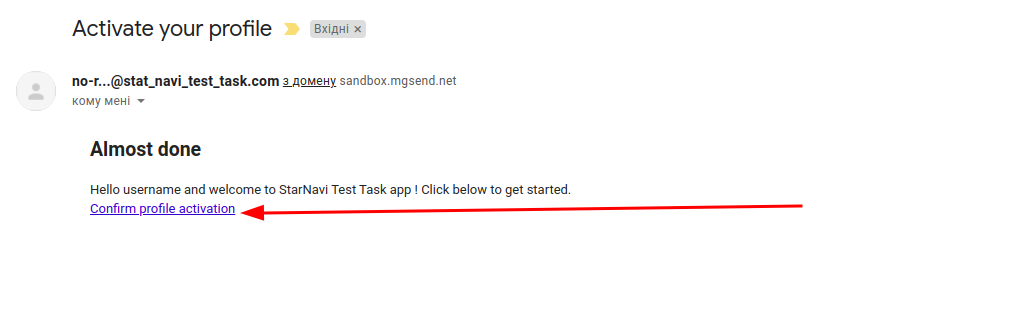 Activate your profile Вхідні ×
no-r...@stat_navi_test_task.com з домену sandbox.mgsend.net
кому мені
Almost done
Hello username and welcome to StarNavi Test Task app ! Click below to get started.
Confirm profile activation